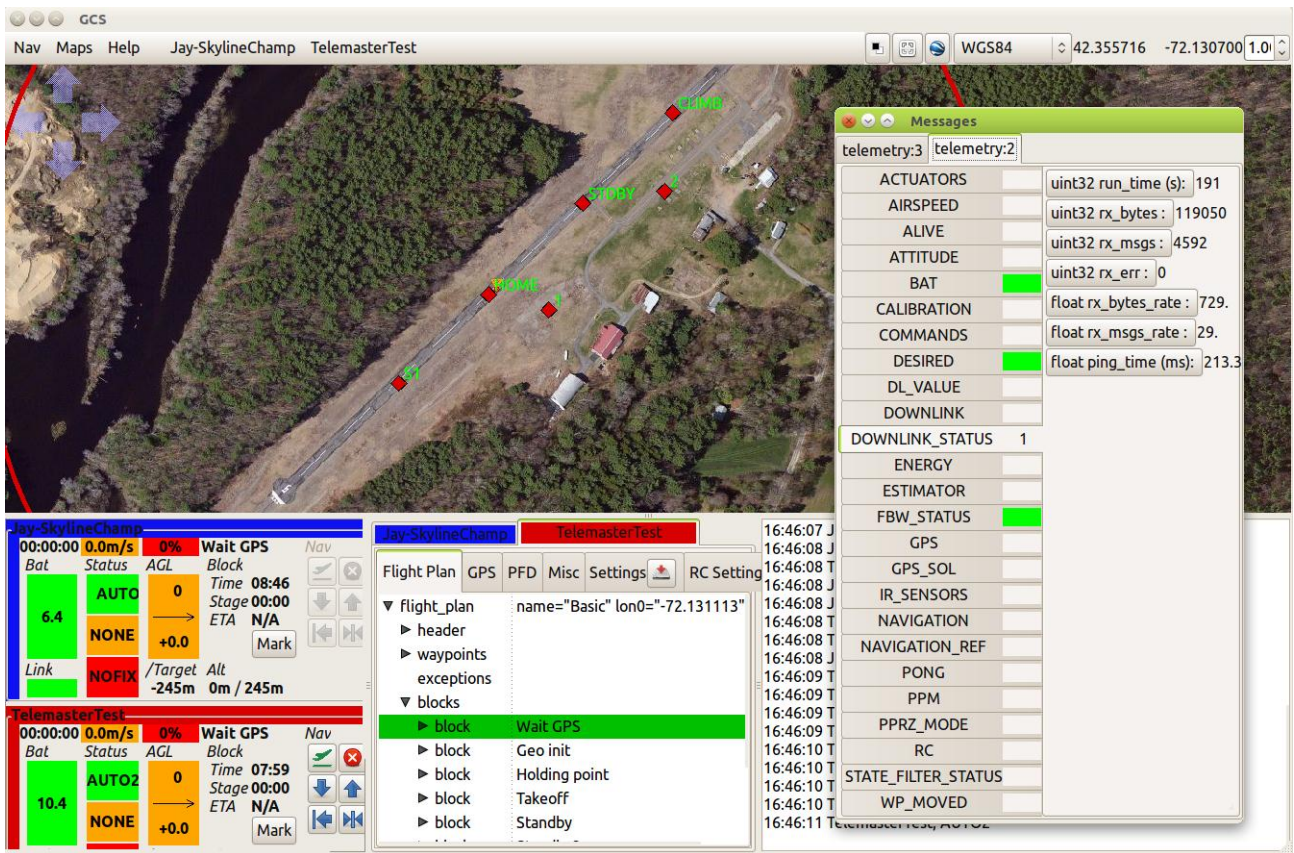 GCS
Nav Maps Help Jay-SkylineChamp TelemasterTest WGS84 42.355716 -72.130700 1.0
CLIMB
2
STDBY
HOME
1
S1
Messages
telemetry:3 telemetry:2
ACTUATORS
AIRSPEED
ALIVE
ATTITUDE
BAT
CALIBRATION
COMMANDS
DESIRED
DL_VALUE
DOWNLINK
DOWNLINK_STATUS 1
ENERGY
ESTIMATOR
FBW_STATUS
GPS
GPS_SOL
IR_SENSORS
NAVIGATION
NAVIGATION_REF
PONG
PPM
PPRZ_MODE
RC
STATE_FILTER_STATUS
WP_MOVED
uint32 run_time (s): 191
uint32 rx_bytes : 119050
uint32 rx_msgs : 4592
uint32 rx_err : 0
float rx_bytes_rate : 729.
float rx_msgs_rate : 29.
float ping_time (ms): 213.3
Jay-SkylineChamp
00:00:00 0.0m/s 0% Wait GPS Nav
Bat Status AGL Block
Time 08:46
AUTO 0 Stage 00:00
6.4 ETA N/A
NONE +0.0 Mark
Link NOFIX /Target Alt
-245m 0m / 245m
TelemasterTest
00:00:00 0.0m/s 0% Wait GPS Nav
Bat Status AGL Block
Time 07:59
AUTO2 0 Stage 00:00
10.4 ETA N/A
NONE +0.0 Mark
Jay-SkylineChamp TelemasterTest
Flight Plan GPS PFD Misc Settings RC Setting
flight_plan name="Basic" lon0="-72.131113"
header
waypoints
exceptions
blocks
block Wait GPS
block Geo init
block Holding point
block Takeoff
block Standby
16:46:07 J
16:46:08 J
16:46:08 T
16:46:08 J
16:46:08 J
16:46:08 T
16:46:08 T
16:46:08 J
16:46:09 T
16:46:09 T
16:46:09 T
16:46:09 T
16:46:10 T
16:46:10 T
16:46:10 T
16:46:10 T
16:46:11 TelemasterTest, AUTO2